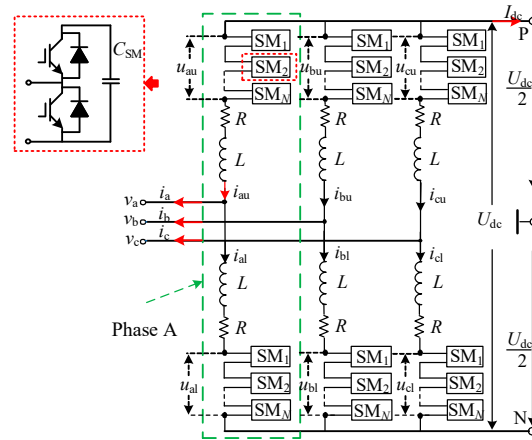 I_dc
P
C_SM
SM_1 SM_1 SM_1
u_au SM_2 u_bu SM_2 u_cu SM_2
U_dc/2
SM_N SM_N SM_N
R R R
L L L
v_a i_a i_au i_bu i_cu
v_b i_b
v_c i_c
U_dc
i_al i_bl i_cl
L L L
Phase A
R R R
U_dc/2
SM_1 SM_1 SM_1
u_al SM_2 u_bl SM_2 u_cl SM_2
SM_N SM_N SM_N
N